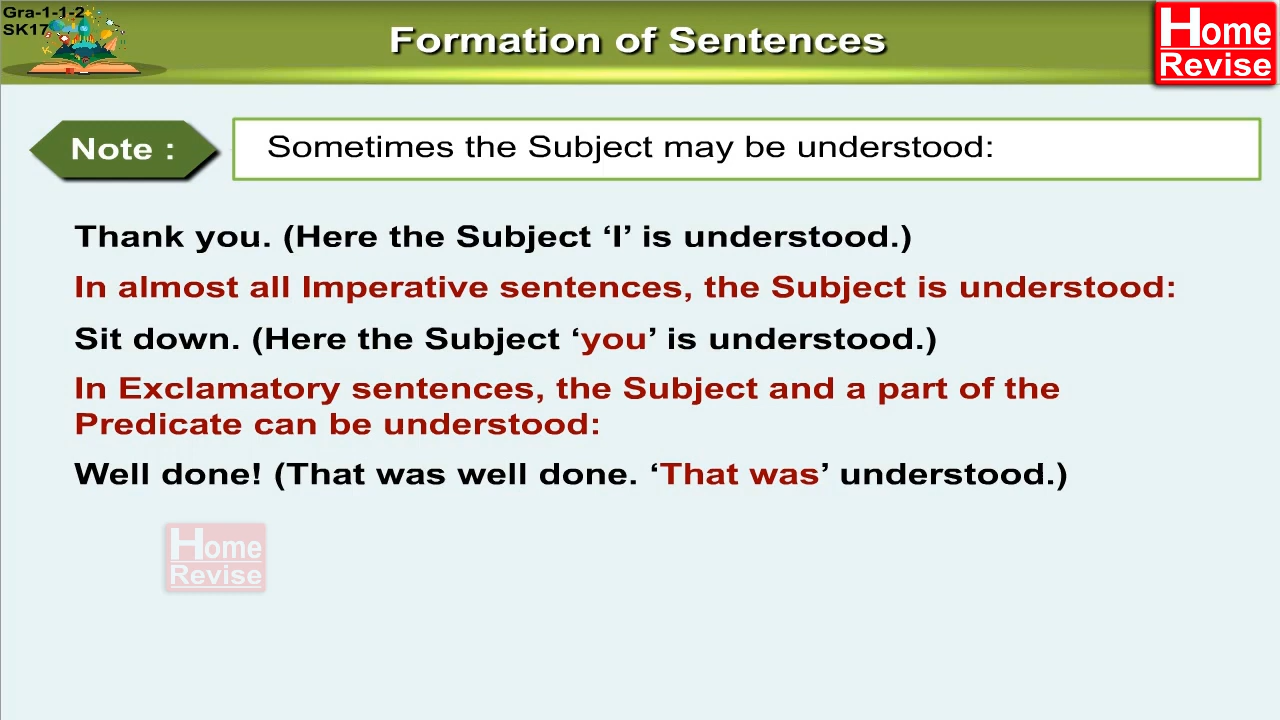 Gra-1-1-2
SK17
Formation of Sentences
Home
Revise
Note :
Sometimes the Subject may be understood:
Thank you. (Here the Subject ‘I’ is understood.)
In almost all Imperative sentences, the Subject is understood:
Sit down. (Here the Subject ‘you’ is understood.)
In Exclamatory sentences, the Subject and a part of the
Predicate can be understood:
Well done! (That was well done. ‘That was’ understood.)
Home
Revise